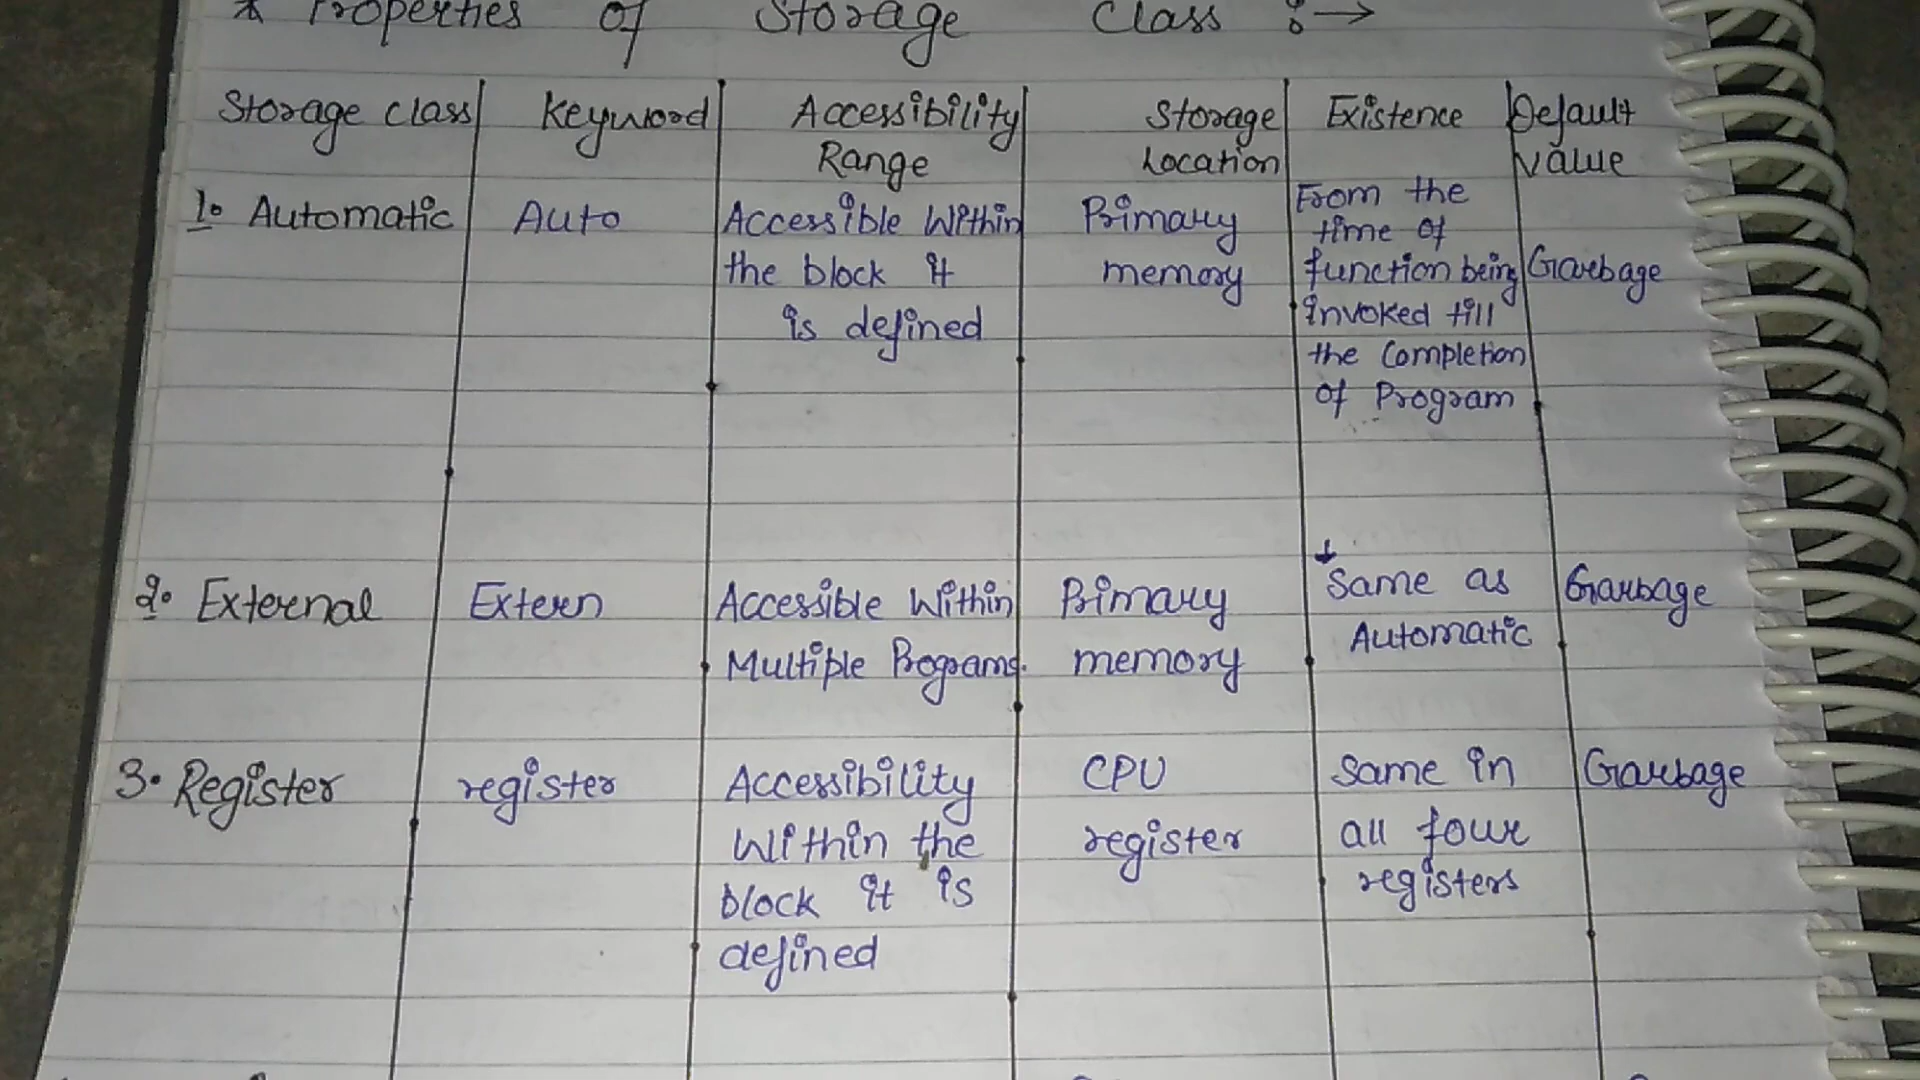 * Properties of Storage Class :→
Storage class Keyword Accessibility Range Storage Location Existence Default value
1. Automatic Auto Accessible Within the block it is defined Primary memory From the time of function being invoked till the Completion of Program Garbage
2. External Extern Accessible Within Multiple Programs. Primary memory Same as Automatic Garbage
3. Register register Accessibility Within the block it is defined CPU register Same in all four registers Garbage